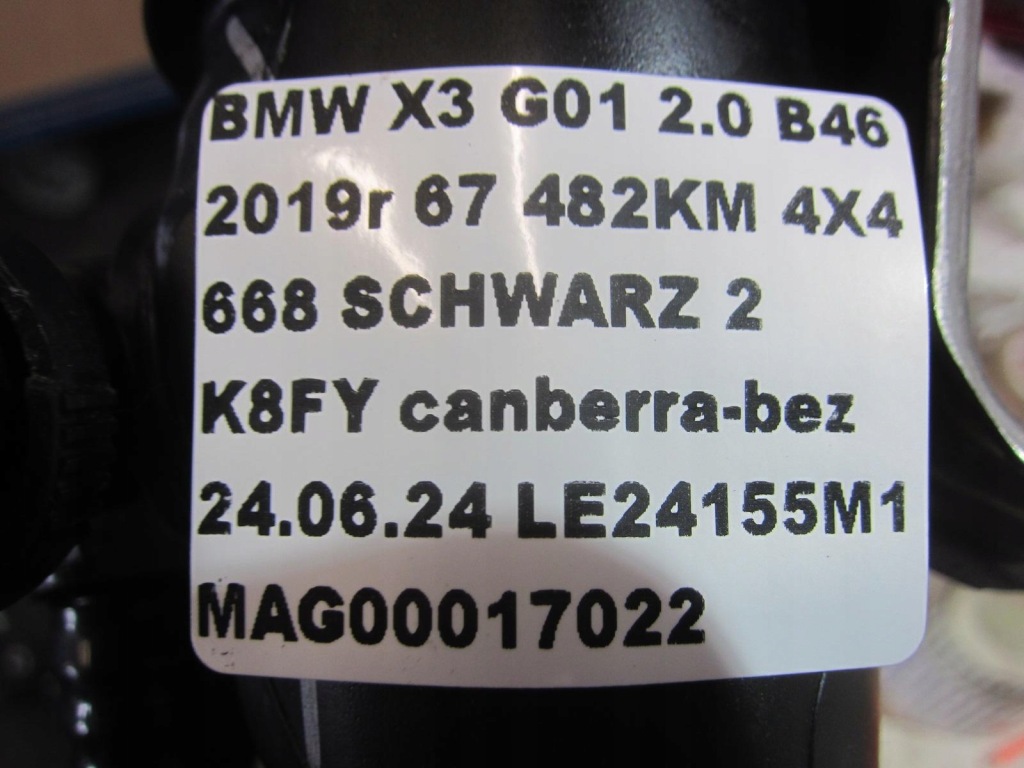 BMW X3 G01 2.0 B46
2019r 67 482KM 4X4
668 SCHWARZ 2
K8FY canberra-bez
24.06.24 LE24155M1
MAG00017022